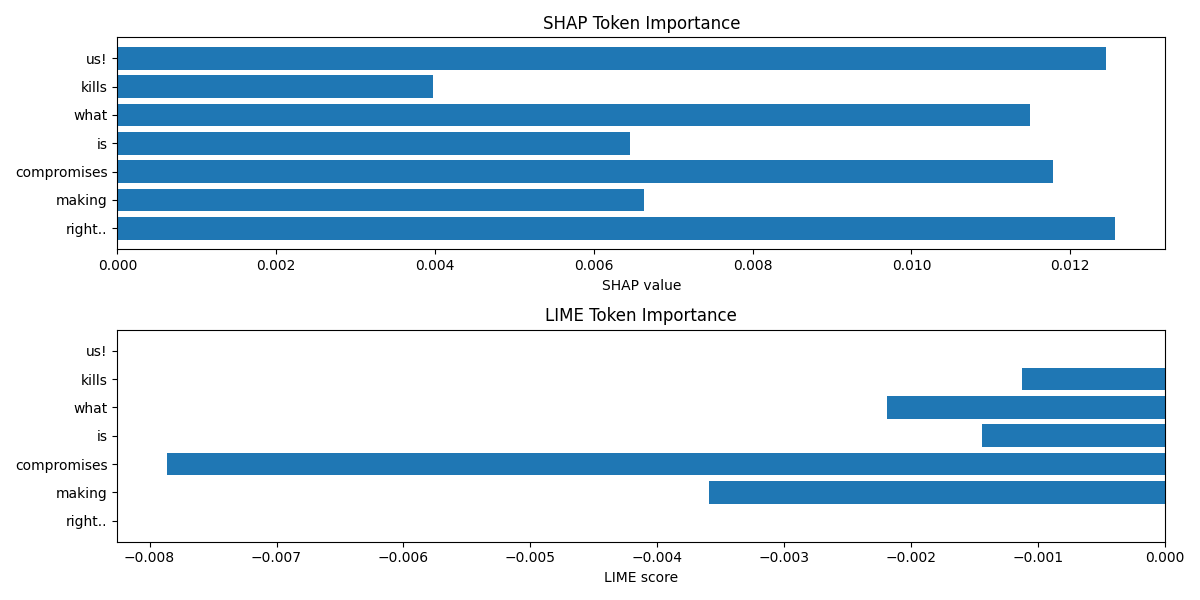 SHAP Token Importance
us!
kills
what
is
compromises
making
right..
0.000 0.002 0.004 0.006 0.008 0.010 0.012
SHAP value
LIME Token Importance
us!
kills
what
is
compromises
making
right..
−0.008 −0.007 −0.006 −0.005 −0.004 −0.003 −0.002 −0.001 0.000
LIME score